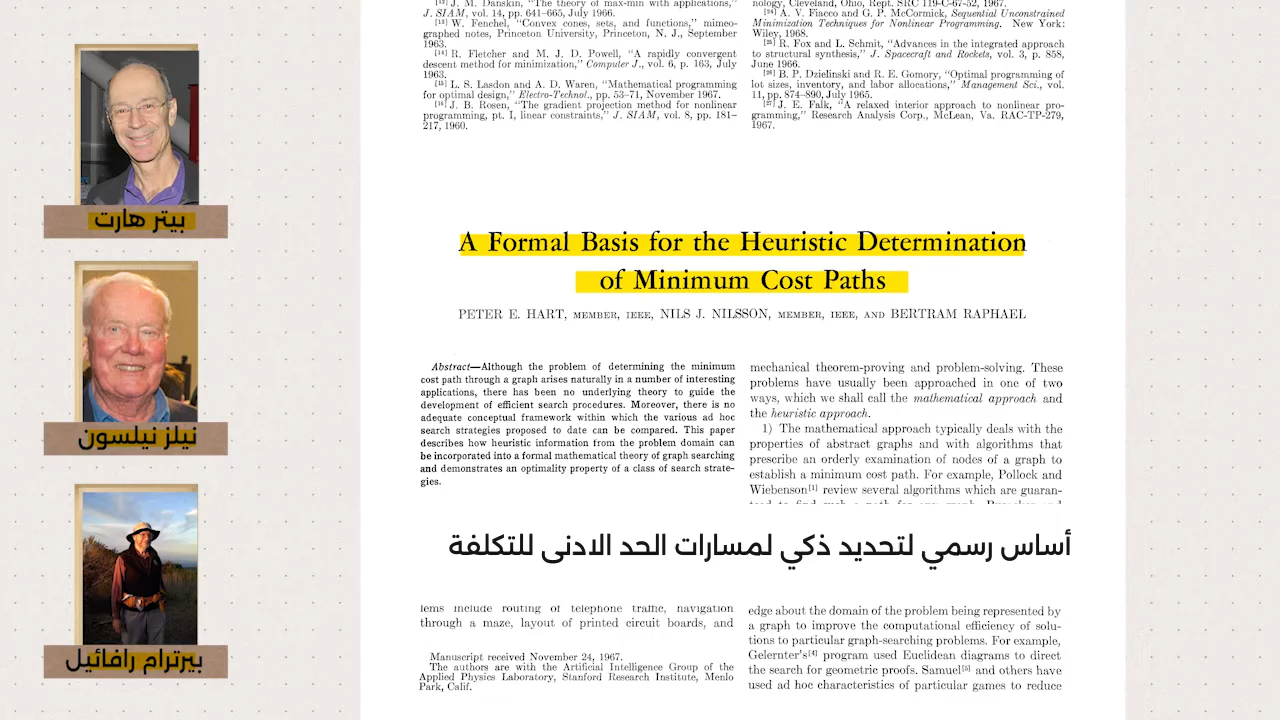 بيتر هارت
نيلز نيلسون
بيرترام رافائيل
J. SIAM, vol. 14, pp. 641–665, July 1966.
[13] W. Fenchel, “Convex cones, sets, and functions,” mimeo-
graphed notes, Princeton University, Princeton, N. J., September
1963.
[14] R. Fletcher and M. J. D. Powell, “A rapidly convergent
descent method for minimization,” Computer J., vol. 6, p. 163, July
1963.
[15] L. S. Lasdon and A. D. Waren, “Mathematical programming
for optimal design,” Electro-Technol., pp. 53–71, November 1967.
[16] J. B. Rosen, “The gradient projection method for nonlinear
programming, pt. I, linear constraints,” J. SIAM, vol. 8, pp. 181–
217, 1960.
nology, Cleveland, Ohio, Rept. SRC 119-C-67-52, 1967.
[24] A. V. Fiacco and G. P. McCormick, Sequential Unconstrained
Minimization Techniques for Nonlinear Programming. New York:
Wiley, 1968.
[25] R. Fox and L. Schmit, “Advances in the integrated approach
to structural synthesis,” J. Spacecraft and Rockets, vol. 3, p. 858,
June 1966.
[26] B. P. Dzielinski and R. E. Gomory, “Optimal programming of
lot sizes, inventory, and labor allocations,” Management Sci., vol.
11, pp. 874–890, July 1965.
[27] J. E. Falk, “A relaxed interior approach to nonlinear pro-
gramming,” Research Analysis Corp., McLean, Va. RAC-TP-279,
1967.
A Formal Basis for the Heuristic Determination
of Minimum Cost Paths
PETER E. HART, MEMBER, IEEE, NILS J. NILSSON, MEMBER, IEEE, AND BERTRAM RAPHAEL
Abstract—Although the problem of determining the minimum
cost path through a graph arises naturally in a number of interesting
applications, there has been no underlying theory to guide the
development of efficient search procedures. Moreover, there is no
adequate conceptual framework within which the various ad hoc
search strategies proposed to date can be compared. This paper
describes how heuristic information from the problem domain can
be incorporated into a formal mathematical theory of graph searching
and demonstrates an optimality property of a class of search strate-
gies.
mechanical theorem-proving and problem-solving. These
problems have usually been approached in one of two
ways, which we shall call the mathematical approach and
the heuristic approach.
1) The mathematical approach typically deals with the
properties of abstract graphs and with algorithms that
prescribe an orderly examination of nodes of a graph to
establish a minimum cost path. For example, Pollock and
Wiebenson[1] review several algorithms which are guaran-
أساس رسمي لتحديد ذكي لمسارات الحد الادنى للتكلفة
lems include routing of telephone traffic, navigation
through a maze, layout of printed circuit boards, and
Manuscript received November 24, 1967.
The authors are with the Artificial Intelligence Group of the
Applied Physics Laboratory, Stanford Research Institute, Menlo
Park, Calif.
edge about the domain of the problem being represented by
a graph to improve the computational efficiency of solu-
tions to particular graph-searching problems. For example,
Gelernter's[4] program used Euclidean diagrams to direct
the search for geometric proofs. Samuel[5] and others have
used ad hoc characteristics of particular games to reduce